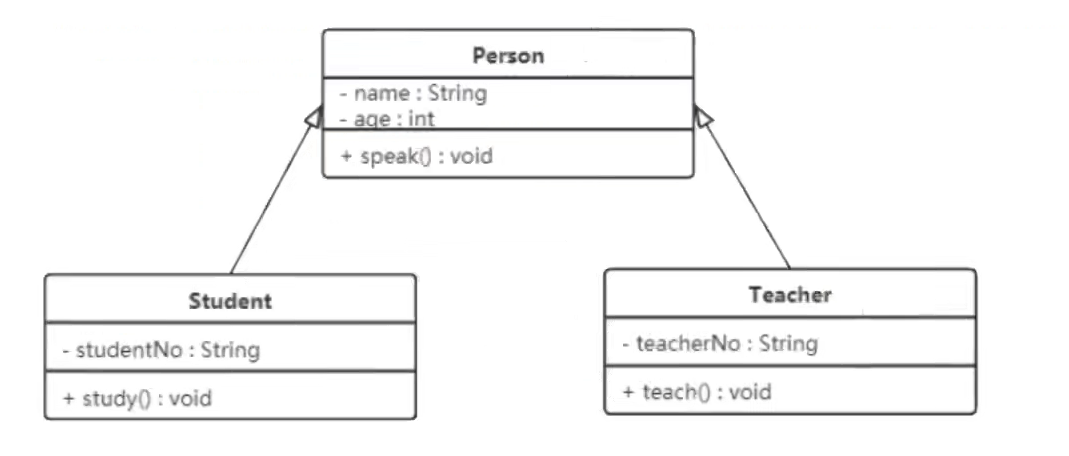 Person
- name : String
- age : int
+ speak() : void
Student
- studentNo : String
+ study() : void
Teacher
- teacherNo : String
+ teach() : void